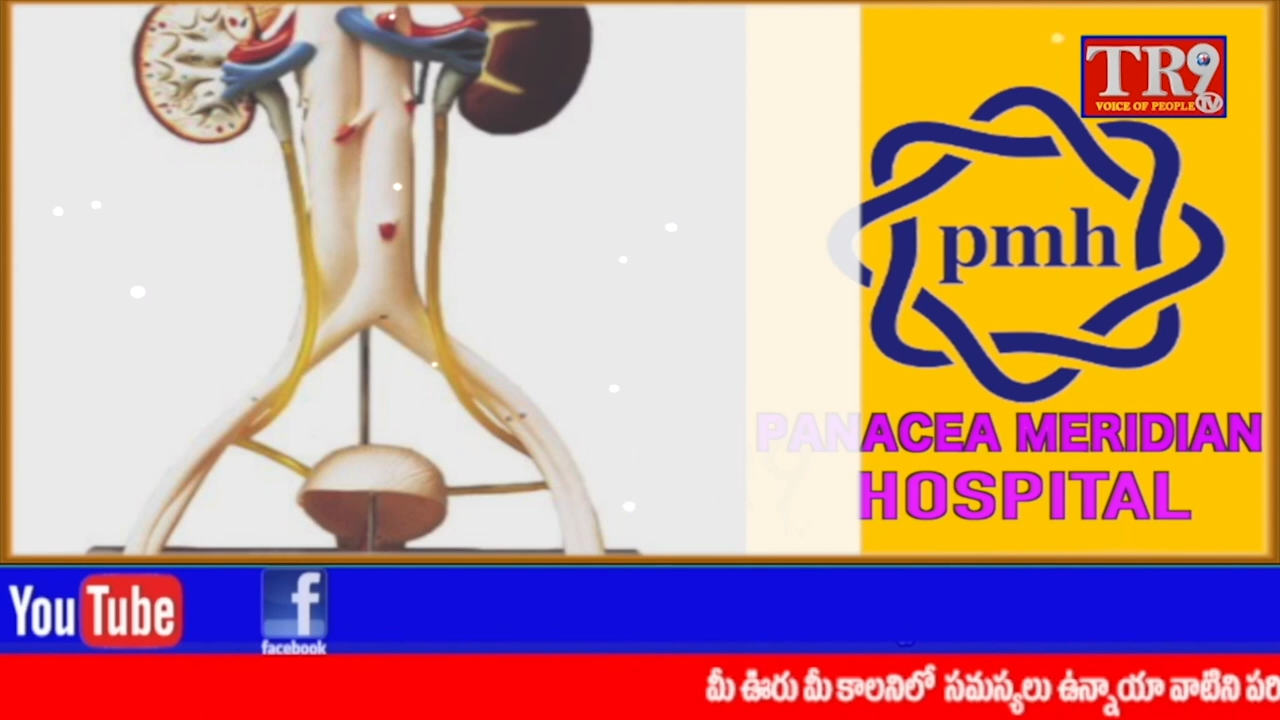 TR9
TV
VOICE OF PEOPLE
pmh
PANACEA MERIDIAN
HOSPITAL
YouTube
facebook
మీ ఊరు మీ కాలనిలో సమస్యలు ఉన్నాయా వాటిని